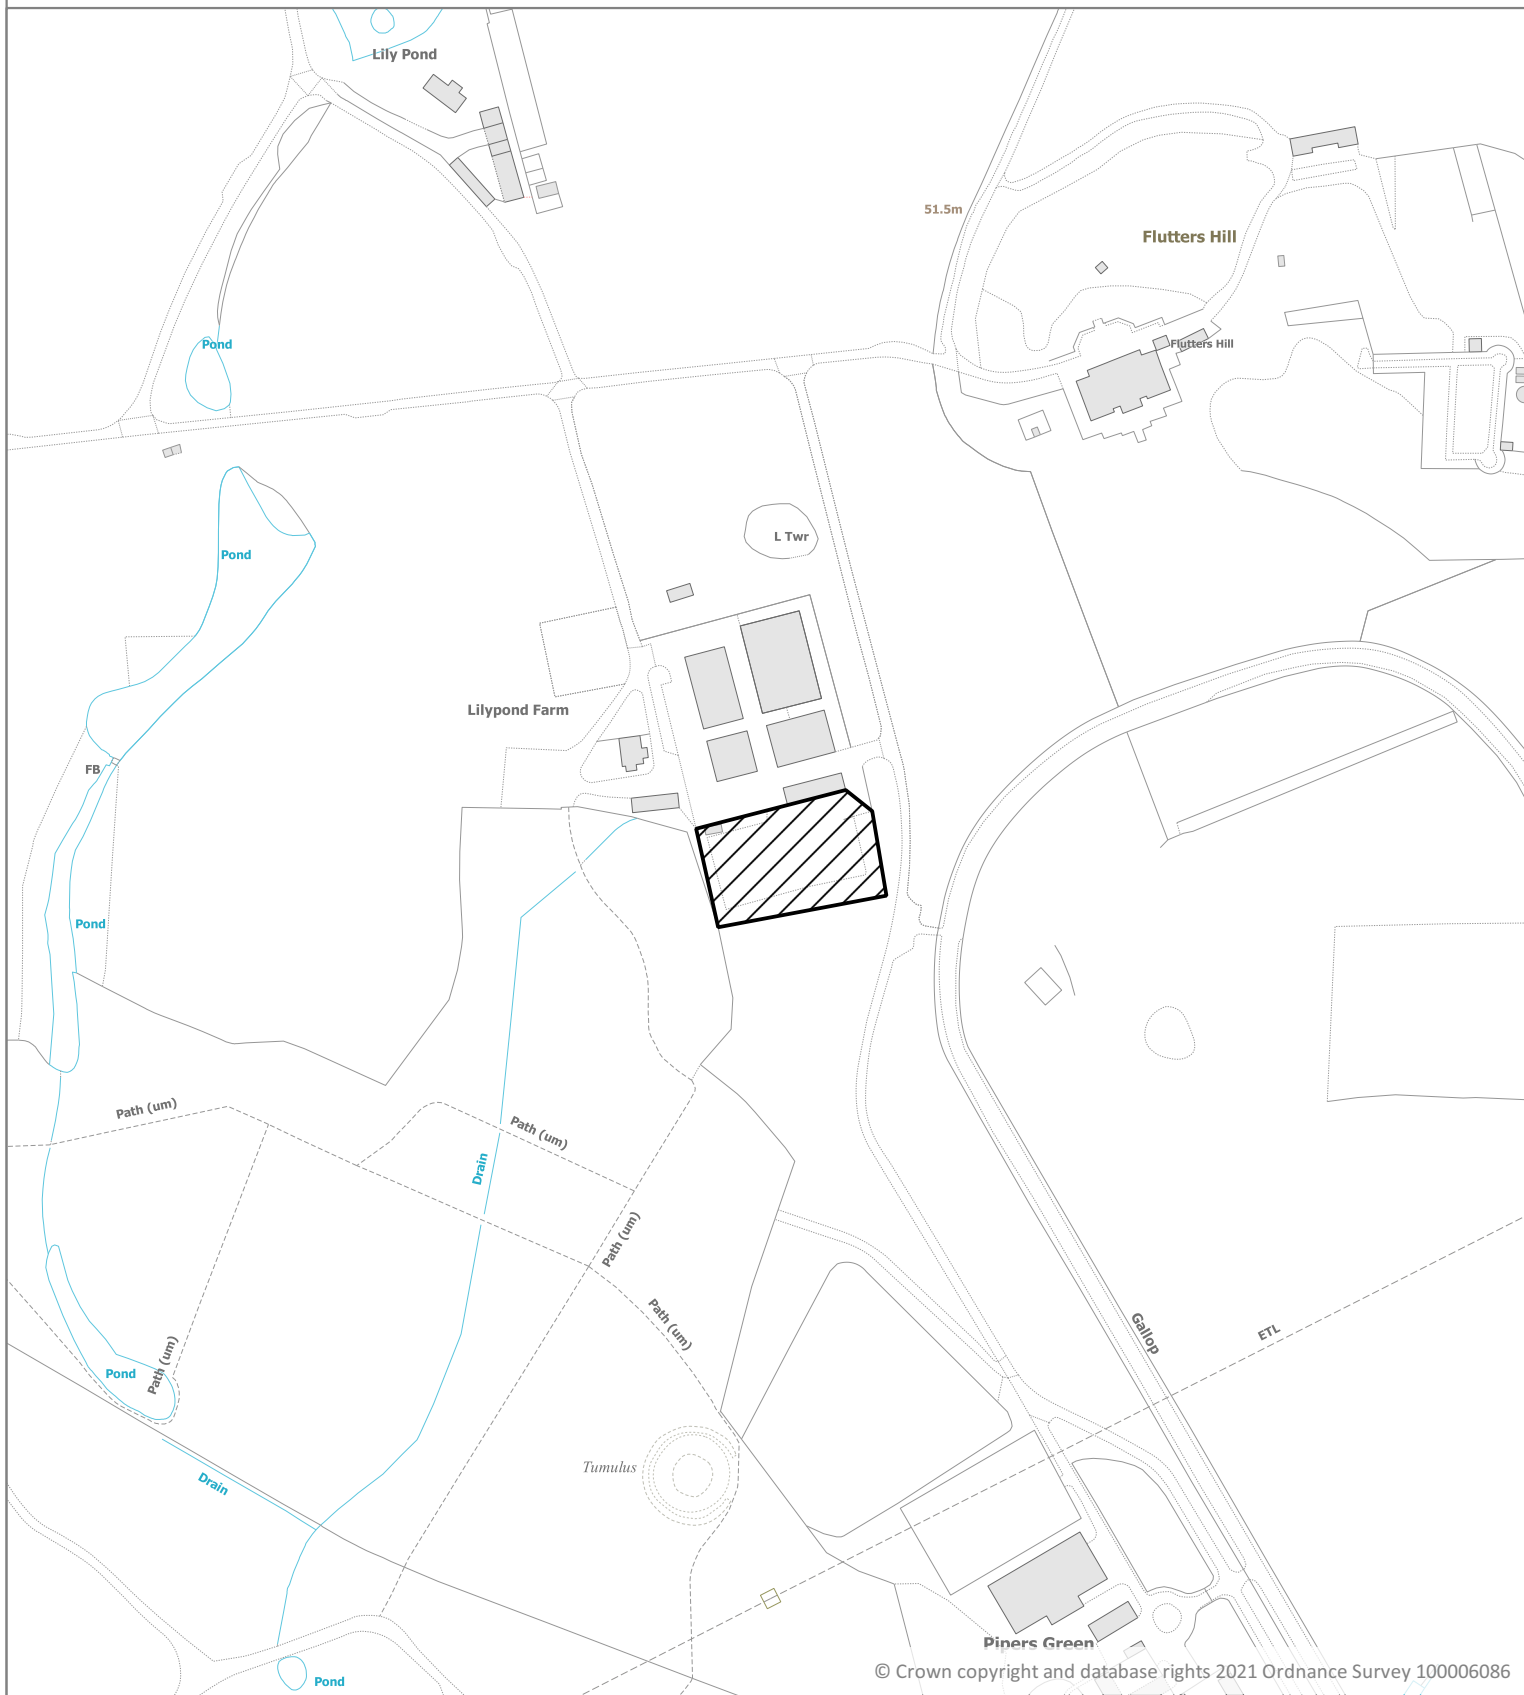 Lily Pond
51.5m
Flutters Hill
Pond
Flutters Hill
L Twr
Pond
Lilypond Farm
FB
Pond
Path (um)
Path (um)
Drain
Path (um)
Path (um)
Gallop
ETL
Path (um)
Pond
Tumulus
Drain
Pipers Green
© Crown copyright and database rights 2021 Ordnance Survey 100006086
Pond